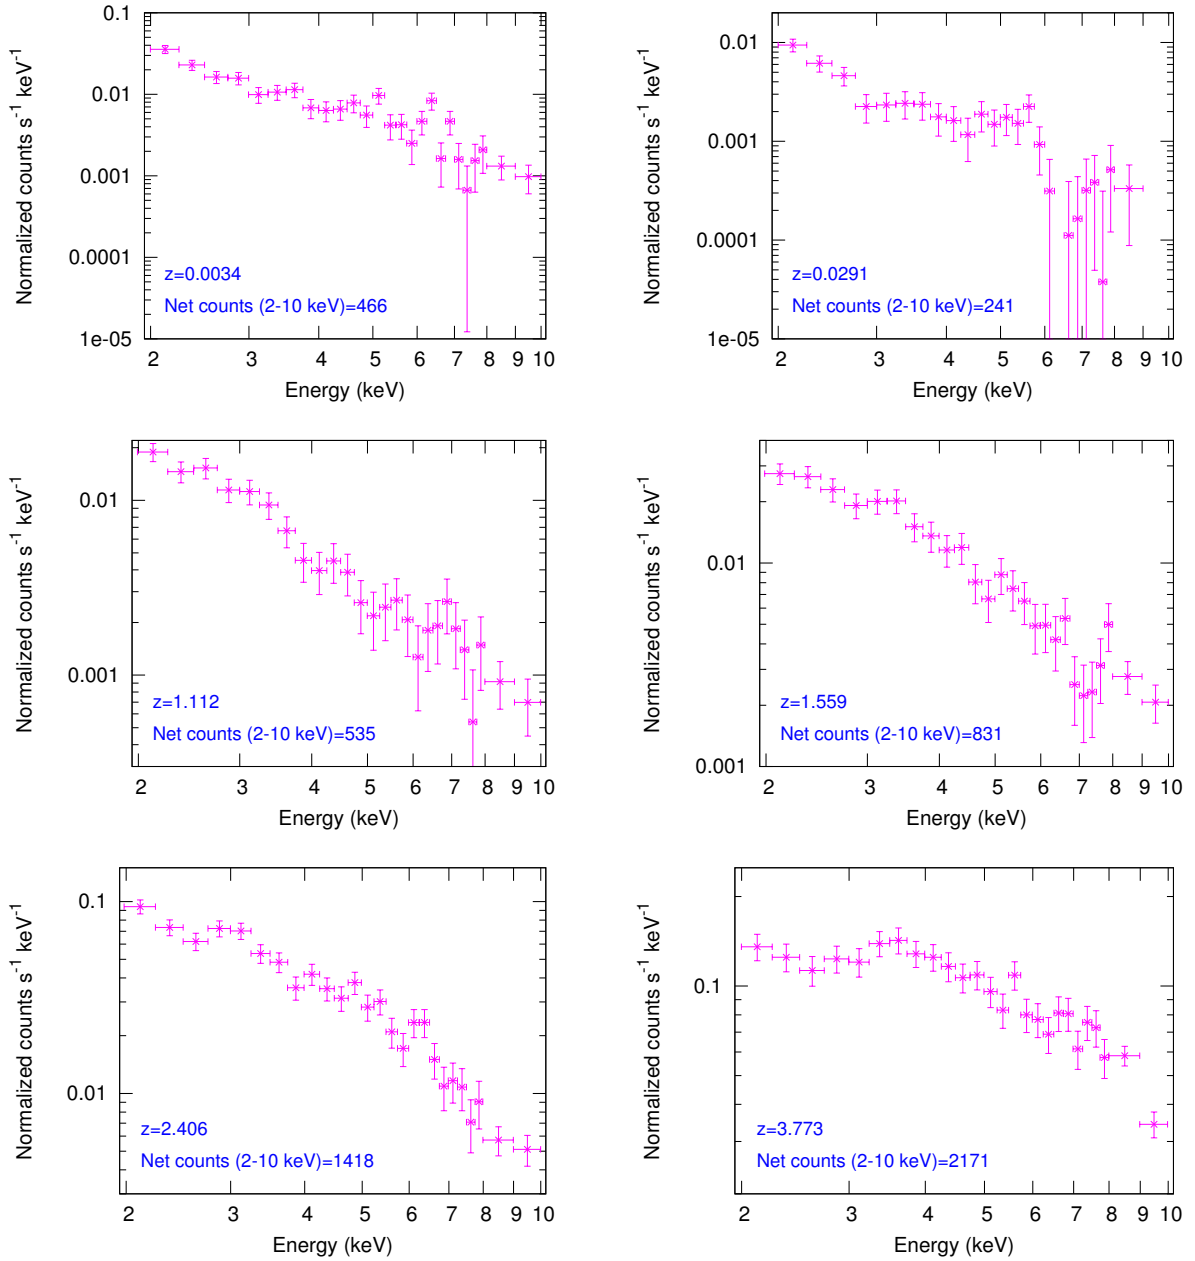 0.1
0.01
0.001
0.0001
1e-05
Normalized counts s⁻¹ keV⁻¹
z=0.0034
Net counts (2-10 keV)=466
2 3 4 5 6 7 8 9 10
Energy (keV)
0.01
0.001
0.0001
1e-05
Normalized counts s⁻¹ keV⁻¹
z=0.0291
Net counts (2-10 keV)=241
2 3 4 5 6 7 8 9 10
Energy (keV)
0.01
0.001
Normalized counts s⁻¹ keV⁻¹
z=1.112
Net counts (2-10 keV)=535
2 3 4 5 6 7 8 9 10
Energy (keV)
0.01
0.001
Normalized counts s⁻¹ keV⁻¹
z=1.559
Net counts (2-10 keV)=831
2 3 4 5 6 7 8 9 10
Energy (keV)
0.1
0.01
Normalized counts s⁻¹ keV⁻¹
z=2.406
Net counts (2-10 keV)=1418
2 3 4 5 6 7 8 9 10
Energy (keV)
0.1
Normalized counts s⁻¹ keV⁻¹
z=3.773
Net counts (2-10 keV)=2171
2 3 4 5 6 7 8 9 10
Energy (keV)